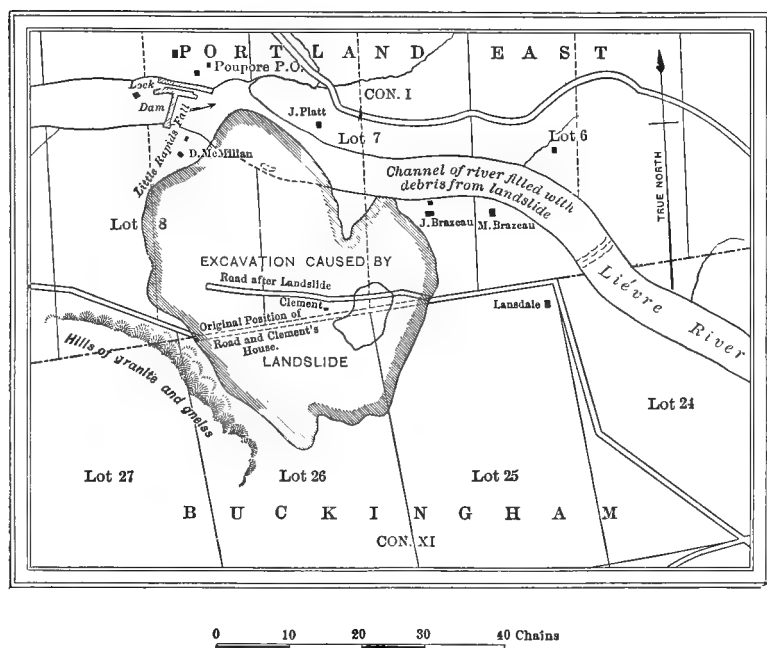 PORTLAND EAST
Poupore P.O.
Lock
Dam
CON. I
J. Platt
Lot 7
Lot 6
Little Rapids Fall
D. McMillan
Channel of river filled with
debris from landslide
TRUE NORTH
Lot 8
J. Brazeau
M. Brazeau
EXCAVATION CAUSED BY
Road after Landslide
Clement
Lansdale
Liévre River
Original Position of
Road and Clement's
House.
LANDSLIDE
Hills of granite and gneiss
Lot 24
Lot 27
Lot 26
Lot 25
BUCKINGHAM
CON. XI
0 10 20 30 40 Chains